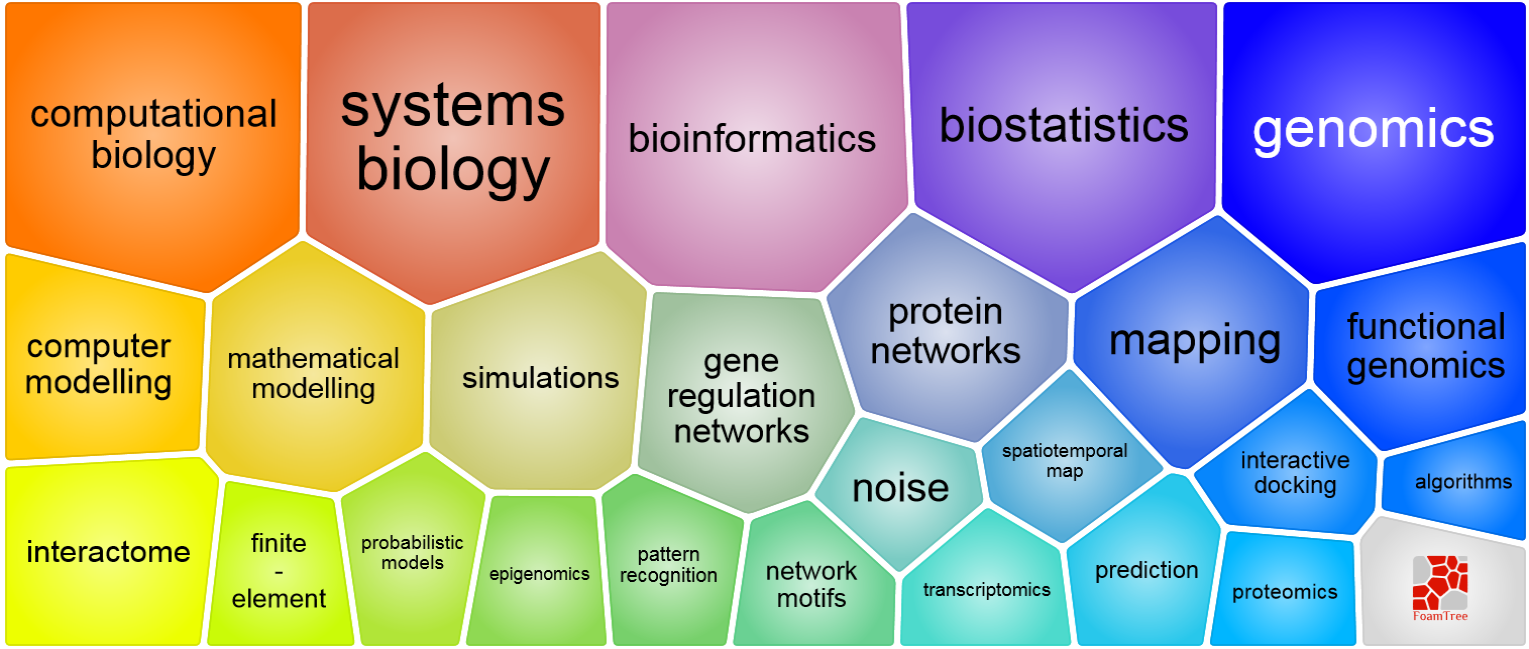 computational
biology
systems
biology
bioinformatics
biostatistics
genomics
computer
modelling
mathematical
modelling
simulations
gene
regulation
networks
protein
networks
mapping
functional
genomics
interactome
finite
-
element
probabilistic
models
epigenomics
pattern
recognition
network
motifs
noise
spatiotemporal
map
transcriptomics
prediction
interactive
docking
proteomics
algorithms
FoamTree